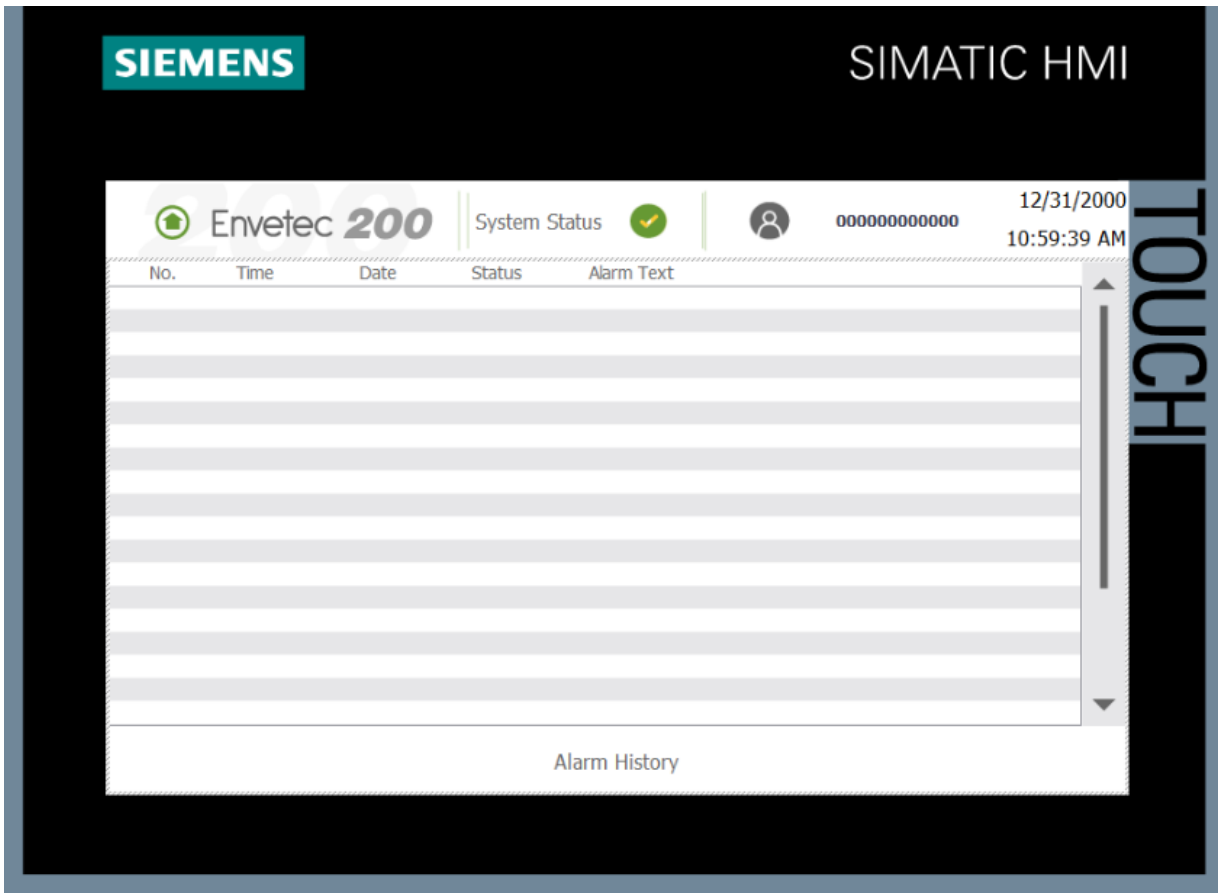 SIEMENS
SIMATIC HMI
TOUCH
200
Envetec 200
System Status
000000000000
12/31/2000
10:59:39 AM
No. Time Date Status Alarm Text
Alarm History